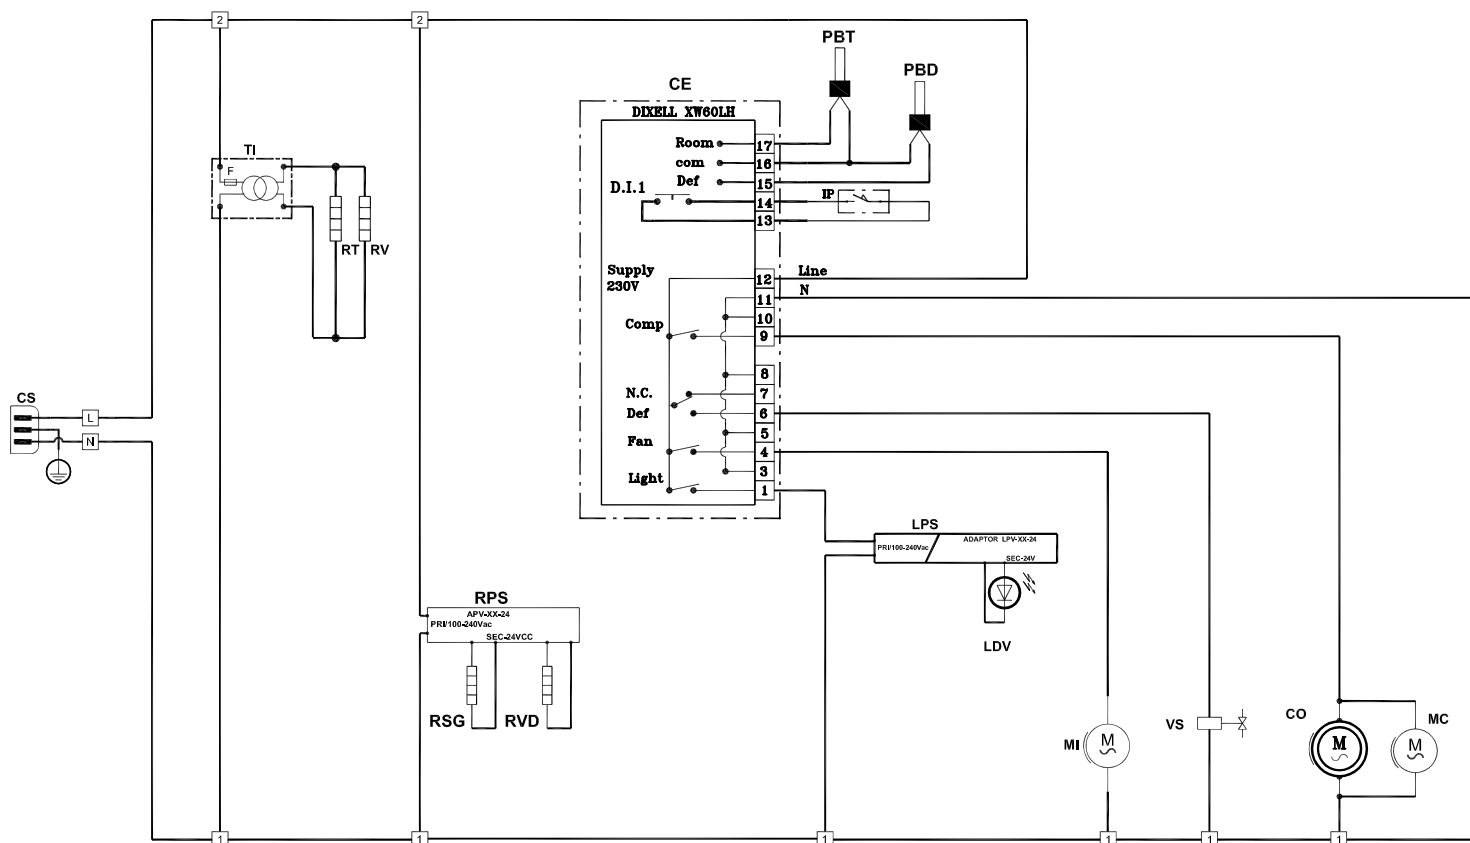 2
2
PBT
PBD
CE
DIXELL XW60LH
Room
17
com
16
Def
15
D.I.1
14
IP
13
TI
F
RT
RV
Supply
230V
12
Line
11
N
10
Comp
9
8
N.C.
7
Def
6
5
Fan
4
3
Light
1
CS
L
N
LPS
PRI/100-240Vac
ADAPTOR LPV-XX-24
SEC-24V
LDV
RPS
APV-XX-24
PRI/100-240Vac
SEC-24VCC
RSG
RVD
MI
M
VS
CO
M
MC
M
1
1
1
1
1
1